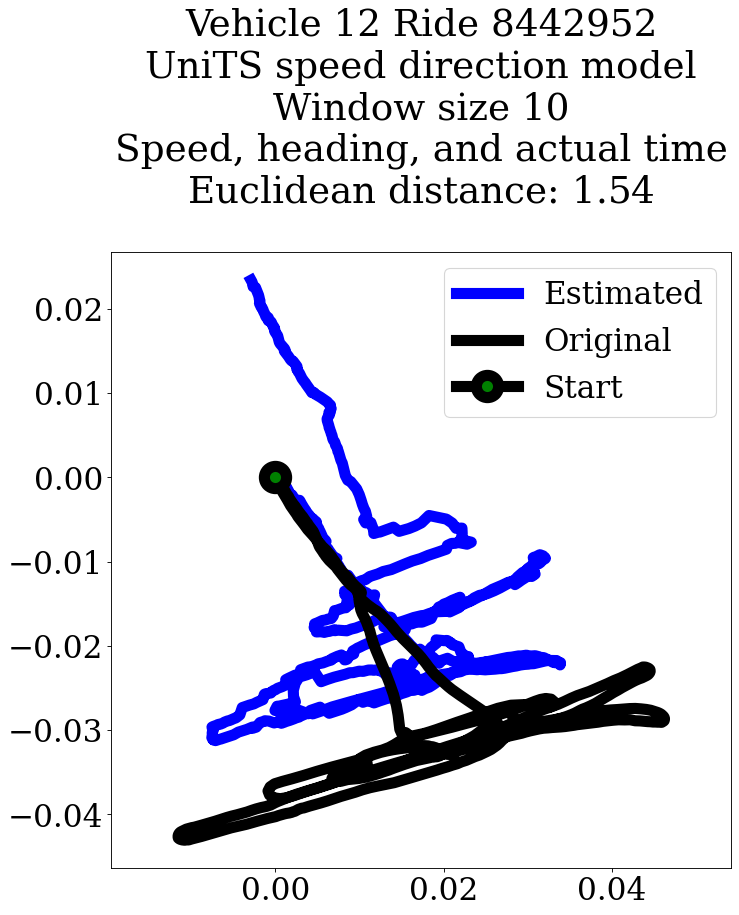 Vehicle 12 Ride 8442952
UniTS speed direction model
Window size 10
Speed, heading, and actual time
Euclidean distance: 1.54
Estimated
Original
Start
0.02
0.01
0.00
−0.01
−0.02
−0.03
−0.04
0.00 0.02 0.04